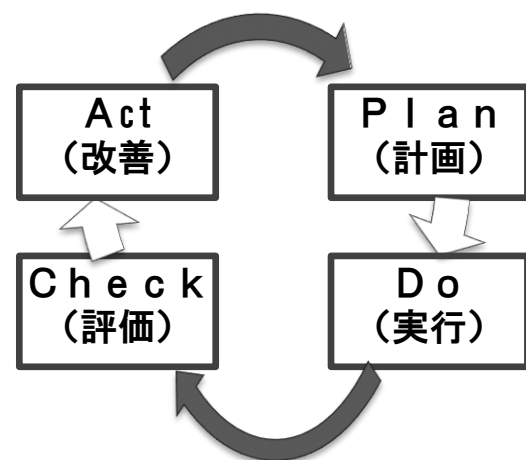 Act
（改善）
Ｐｌａｎ
（計画）
Ｃｈｅｃｋ
（評価）
Ｄｏ
（実行）